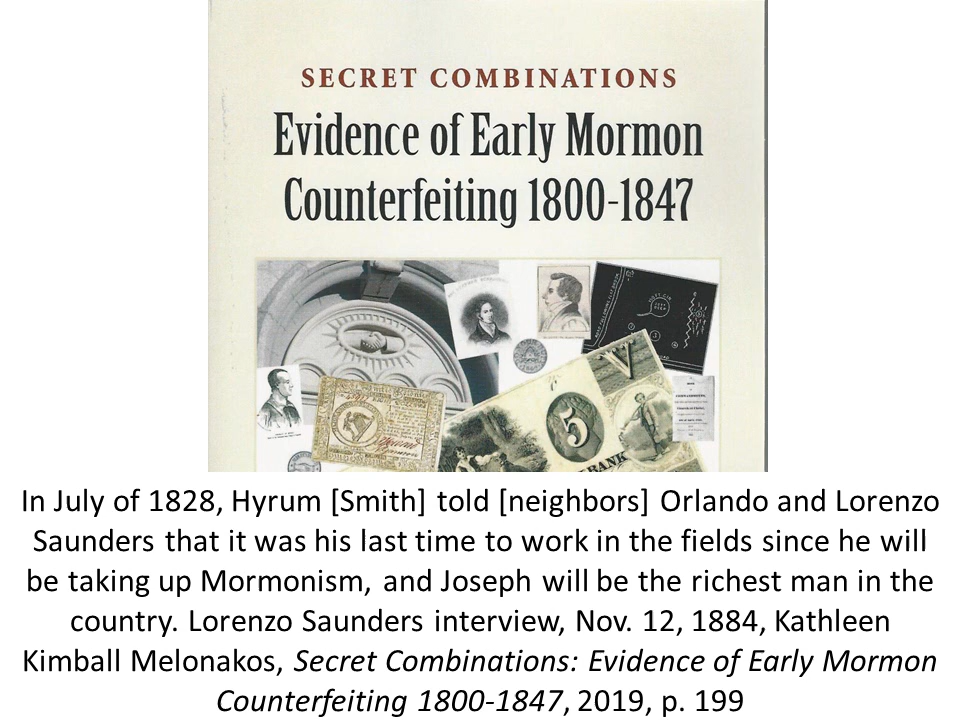 SECRET COMBINATIONS
Evidence of Early Mormon
Counterfeiting 1800-1847
5
V
BANK
In July of 1828, Hyrum [Smith] told [neighbors] Orlando and Lorenzo
Saunders that it was his last time to work in the fields since he will
be taking up Mormonism, and Joseph will be the richest man in the
country. Lorenzo Saunders interview, Nov. 12, 1884, Kathleen
Kimball Melonakos, Secret Combinations: Evidence of Early Mormon
Counterfeiting 1800-1847, 2019, p. 199